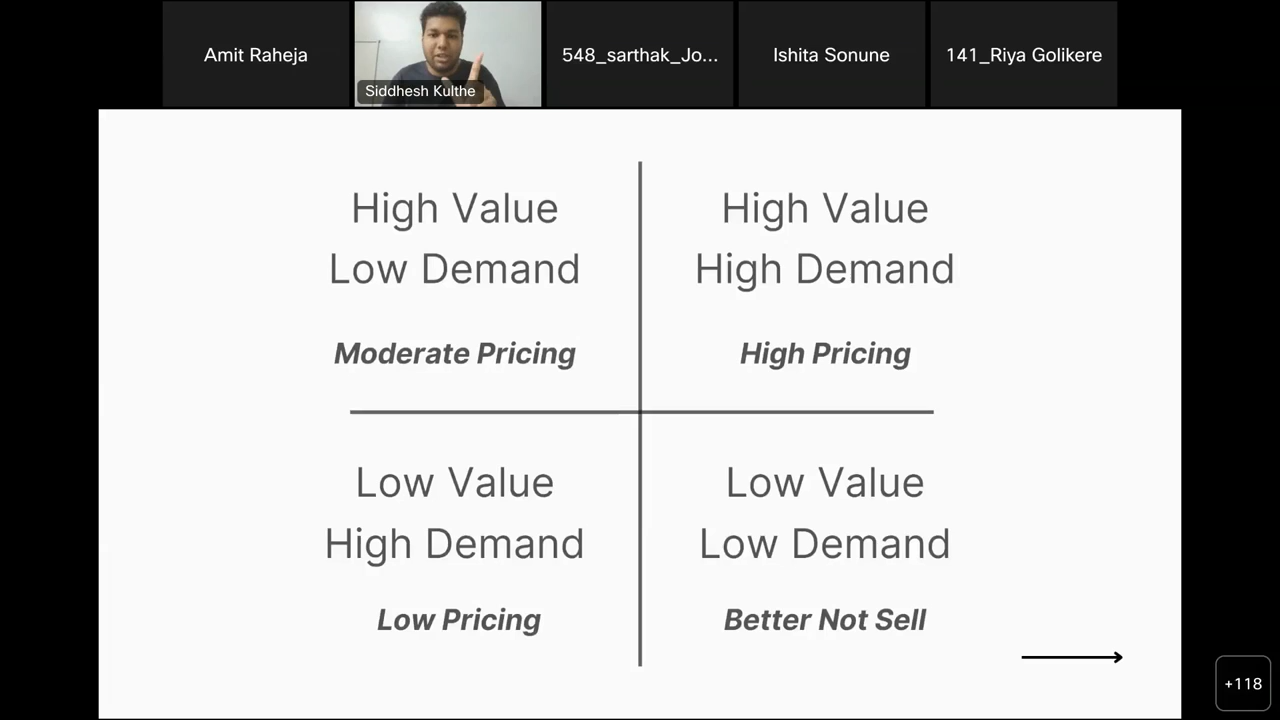 Amit Raheja
Siddhesh Kulthe
548_sarthak_Jo...
Ishita Sonune
141_Riya Golikere
High Value
Low Demand
Moderate Pricing
High Value
High Demand
High Pricing
Low Value
High Demand
Low Pricing
Low Value
Low Demand
Better Not Sell
+118